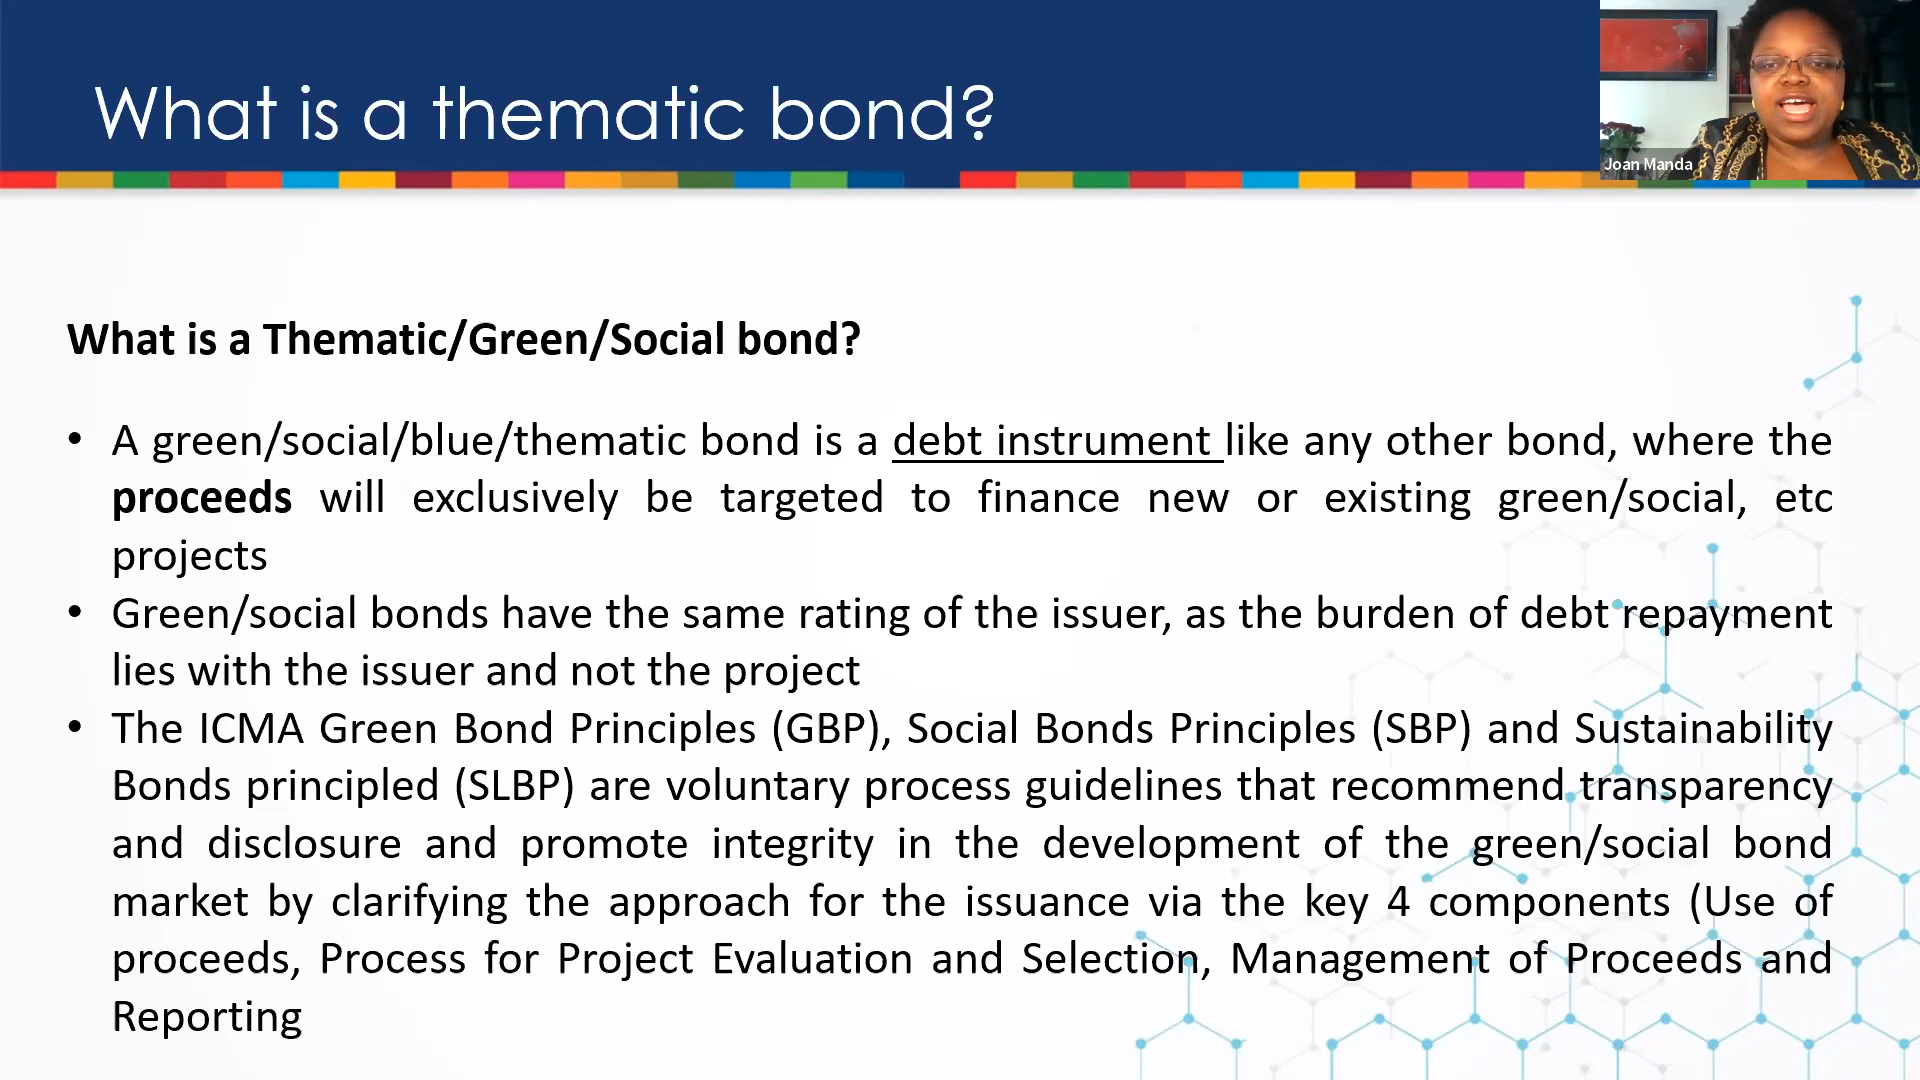 What is a thematic bond?
Joan Manda
What is a Thematic/Green/Social bond?
• A green/social/blue/thematic bond is a debt instrument like any other bond, where the
proceeds will exclusively be targeted to finance new or existing green/social, etc
projects
• Green/social bonds have the same rating of the issuer, as the burden of debt repayment
lies with the issuer and not the project
• The ICMA Green Bond Principles (GBP), Social Bonds Principles (SBP) and Sustainability
Bonds principled (SLBP) are voluntary process guidelines that recommend transparency
and disclosure and promote integrity in the development of the green/social bond
market by clarifying the approach for the issuance via the key 4 components (Use of
proceeds, Process for Project Evaluation and Selection, Management of Proceeds and
Reporting